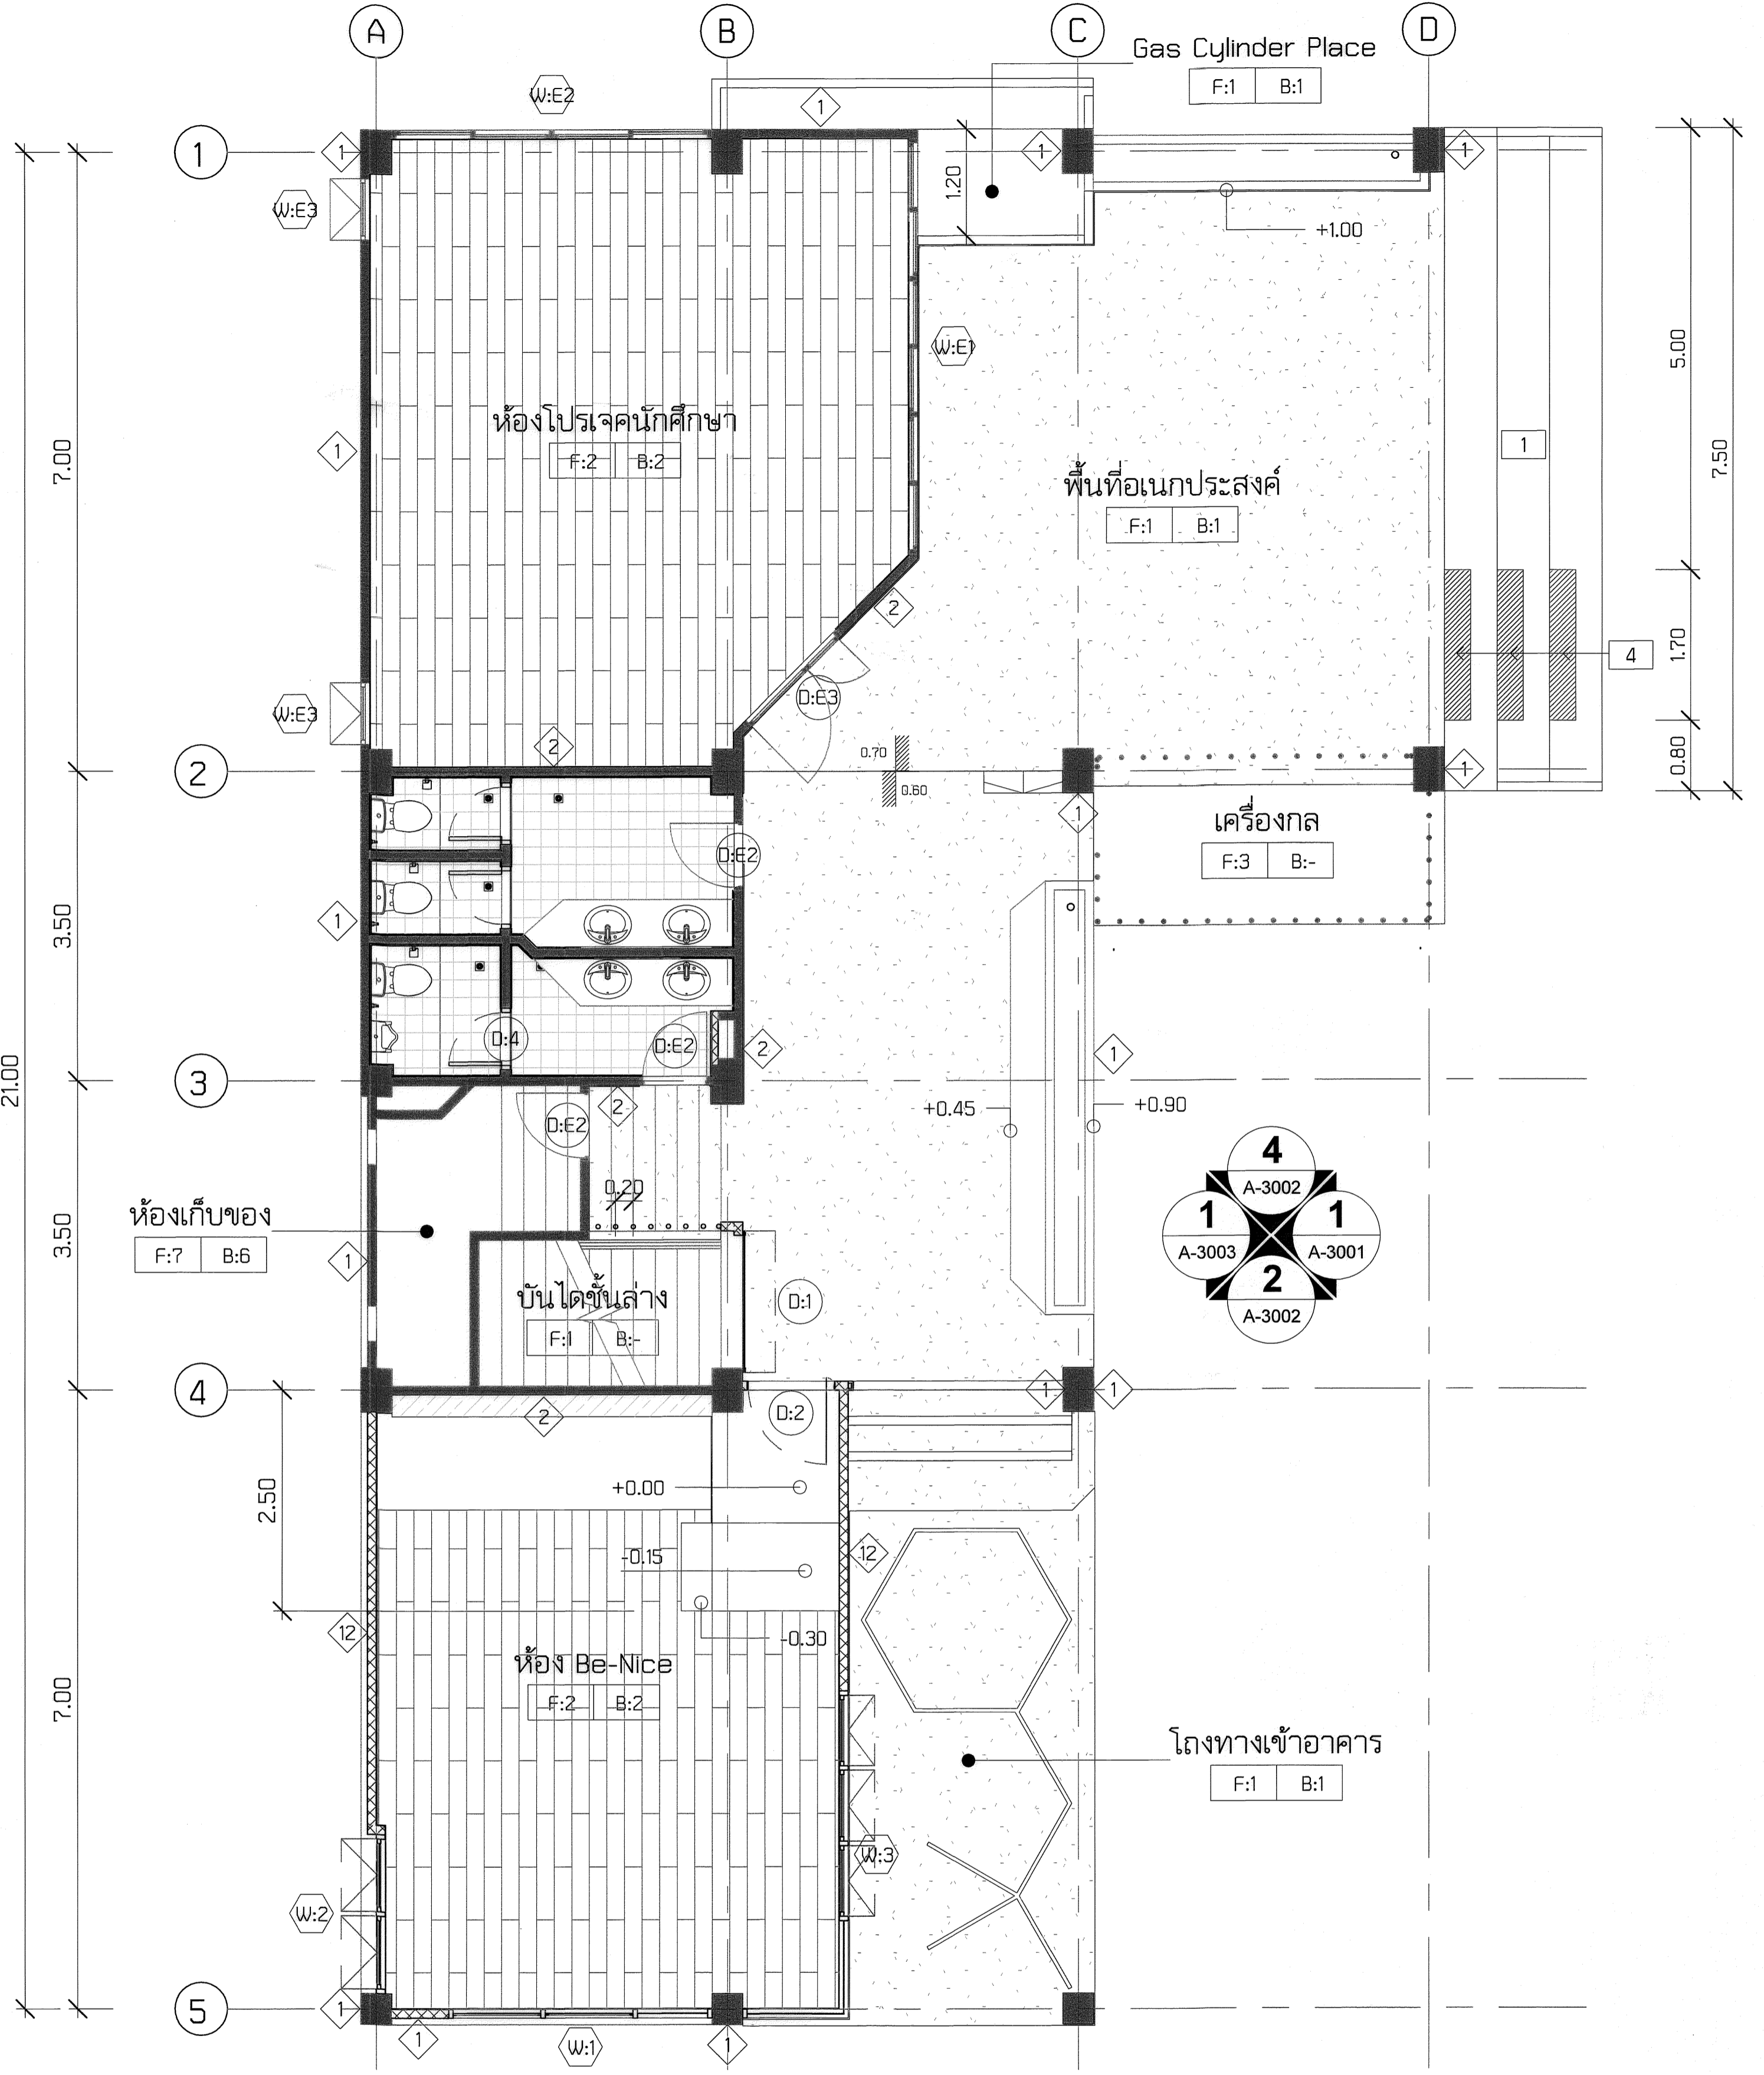 A
B
C
D
Gas Cylinder Place
F:1 B:1
W:E2
1
1
1
1
1
1.20
W:E3
+1.00
W:E1
5.00
7.50
ห้องโปรเจคนักศึกษา
F:2 B:2
1
7.00
1
พื้นที่อเนกประสงค์
F:1 B:1
2
4
1.70
D:E3
W:E3
2
0.70
2
1
0.80
0.60
1
เครื่องกล
F:3 B:-
D:E2
1
3.50
D:4
D:E2
2
1
21.00
3
+0.45
+0.90
D:E2
2
4
A-3002
0.20
ห้องเก็บของ
F:7 B:6
1
A-3003
1
A-3001
3.50
1
2
A-3002
บันไดชั้นล่าง
F:1 B:-
D:1
4
1
1
2
D:2
+0.00
2.50
-0.15
12
12
-0.30
ห้อง Be-Nice
F:2 B:2
7.00
โถงทางเข้าอาคาร
F:1 B:1
W:3
W:2
5
1
1
W:1
1